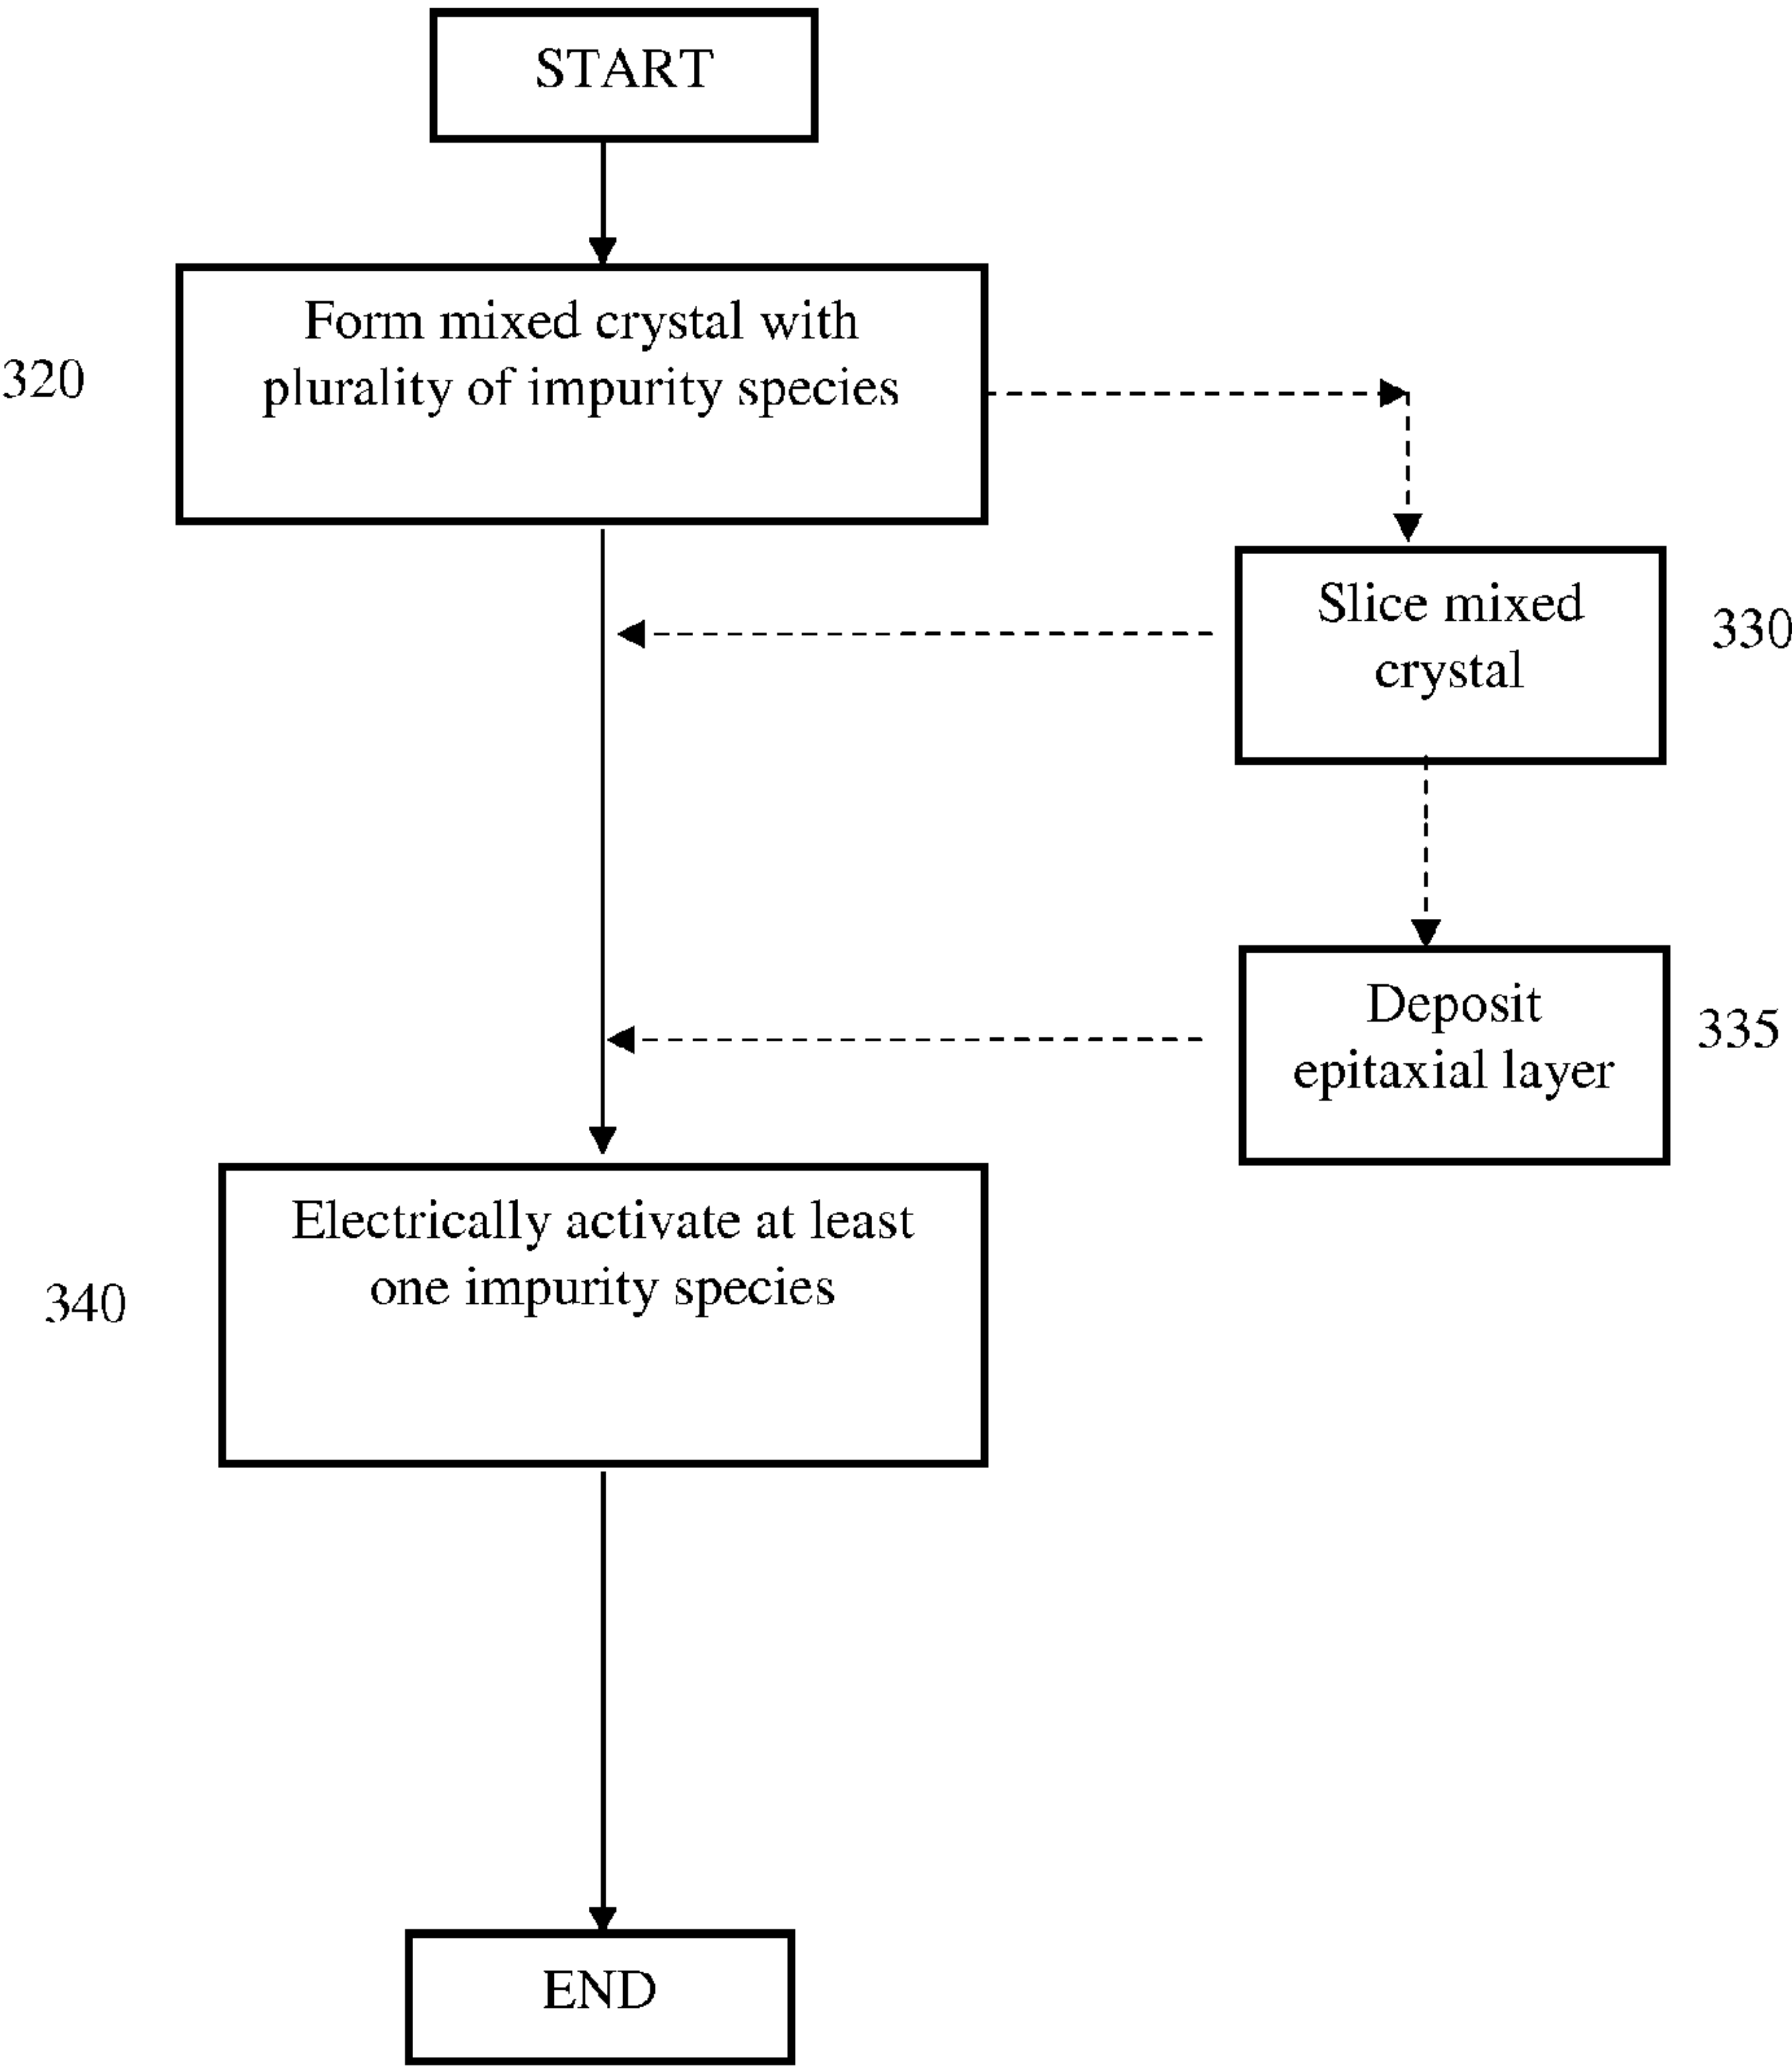 START
Form mixed crystal with
plurality of impurity species
320
Slice mixed
crystal
330
Deposit
epitaxial layer
335
Electrically activate at least
one impurity species
340
END